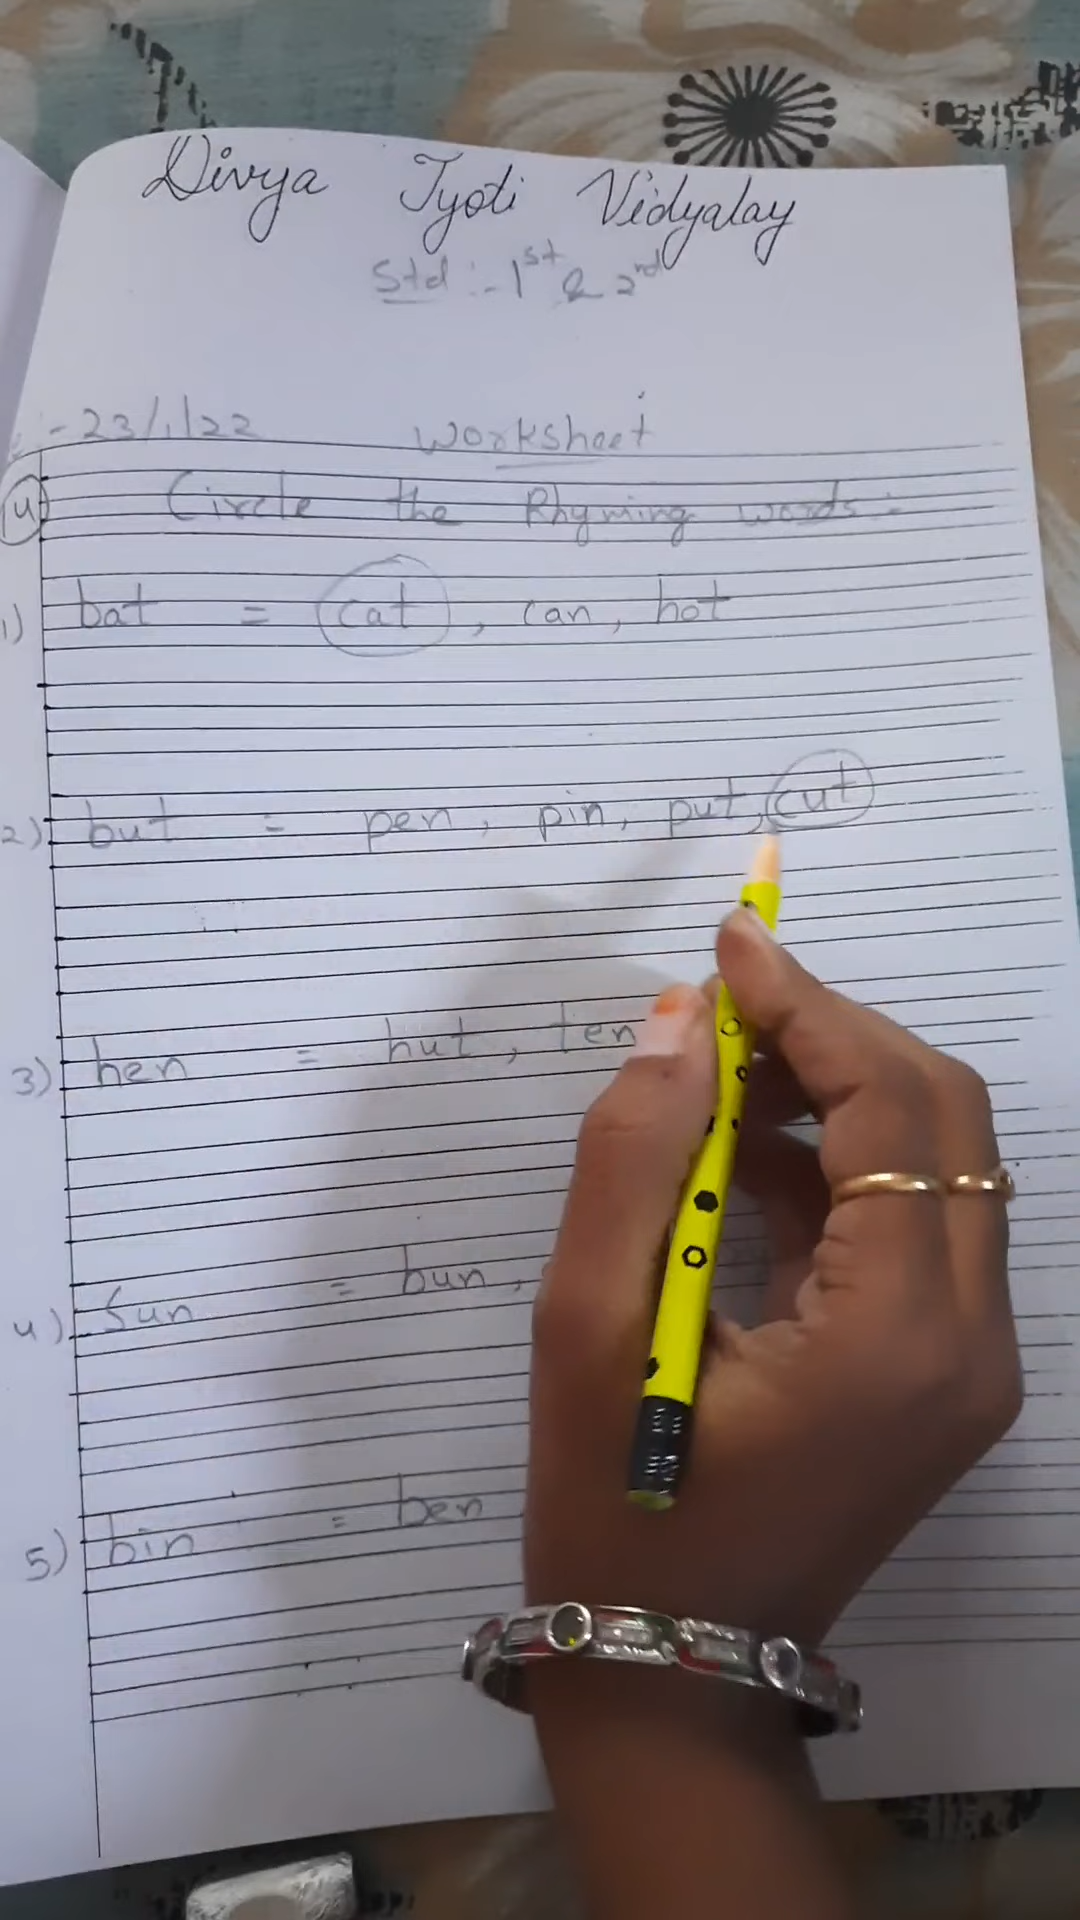 Divya Jyoti Vidyalay
Std :- 1st & 2rd
:- 23/1/22 Worksheet
(4) Circle the Rhyming words :-
1) bat = cat, can, hot
2) but = pen, pin, put, cut
3) hen = hut, ten
4) Sun = bun,
5) bin = ben